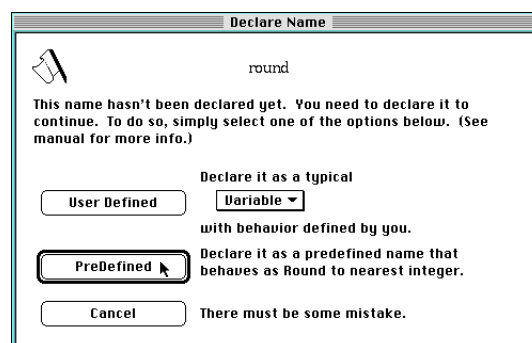 Declare Name
round
This name hasn't been declared yet. You need to declare it to
continue. To do so, simply select one of the options below. (See
manual for more info.)
Declare it as a typical
User Defined
Variable
with behavior defined by you.
PreDefined
Declare it as a predefined name that
behaves as Round to nearest integer.
Cancel
There must be some mistake.